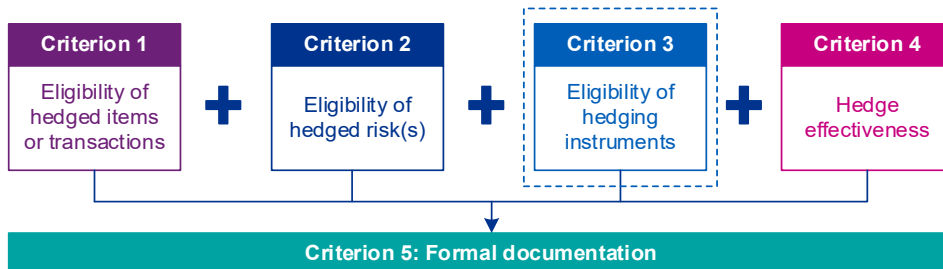 Criterion 1
Eligibility of
hedged items
or transactions
Criterion 2
Eligibility of
hedged risk(s)
Criterion 3
Eligibility of
hedging
instruments
Criterion 4
Hedge
effectiveness
Criterion 5: Formal documentation